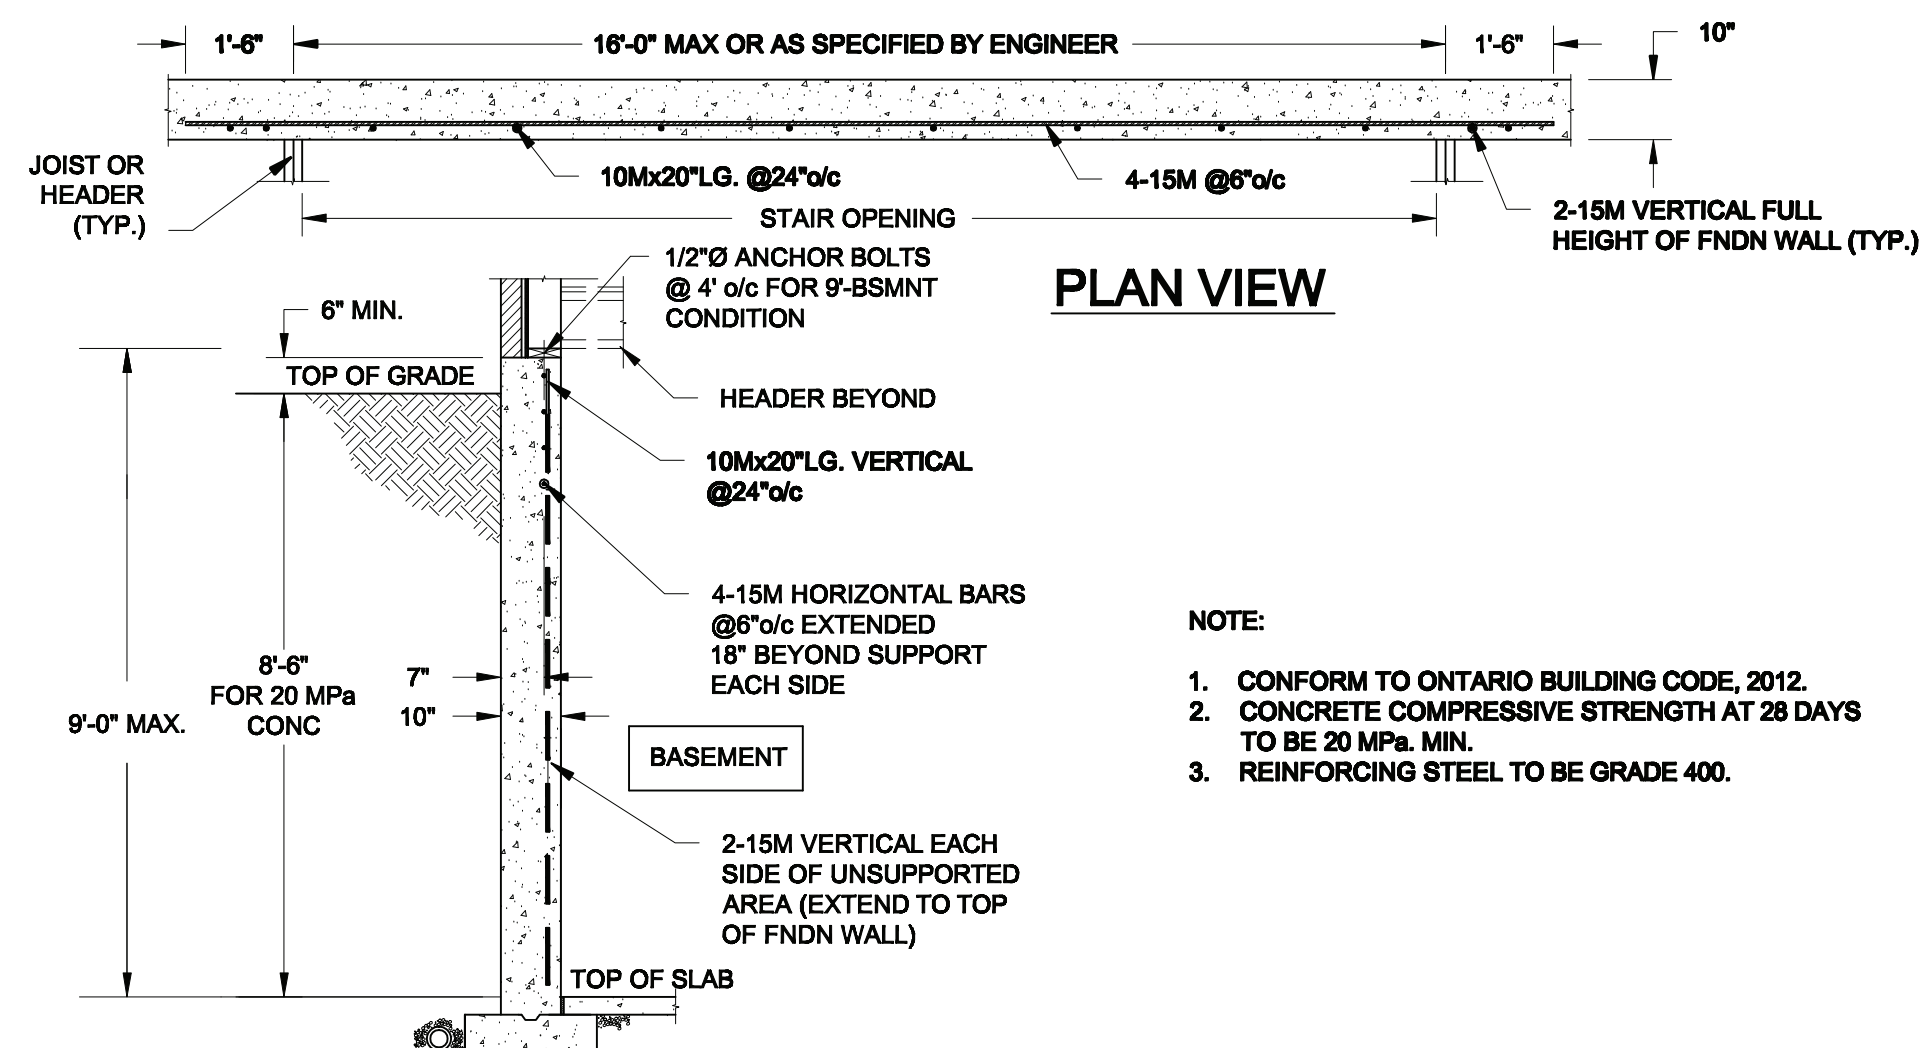 1'-6"
16'-0" MAX OR AS SPECIFIED BY ENGINEER
1'-6"
10"
JOIST OR
HEADER
(TYP.)
10Mx20"LG. @24"o/c
4-15M @6"o/c
2-15M VERTICAL FULL
HEIGHT OF FNDN WALL (TYP.)
STAIR OPENING
PLAN VIEW
1/2"Ø ANCHOR BOLTS
@ 4' o/c FOR 9'-BSMNT
CONDITION
6" MIN.
TOP OF GRADE
HEADER BEYOND
10Mx20"LG. VERTICAL
@24"o/c
4-15M HORIZONTAL BARS
@6"o/c EXTENDED
18" BEYOND SUPPORT
EACH SIDE
8'-6"
FOR 20 MPa
CONC
9'-0" MAX.
7"
10"
BASEMENT
2-15M VERTICAL EACH
SIDE OF UNSUPPORTED
AREA (EXTEND TO TOP
OF FNDN WALL)
TOP OF SLAB
NOTE:
1. CONFORM TO ONTARIO BUILDING CODE, 2012.
2. CONCRETE COMPRESSIVE STRENGTH AT 28 DAYS
TO BE 20 MPa. MIN.
3. REINFORCING STEEL TO BE GRADE 400.